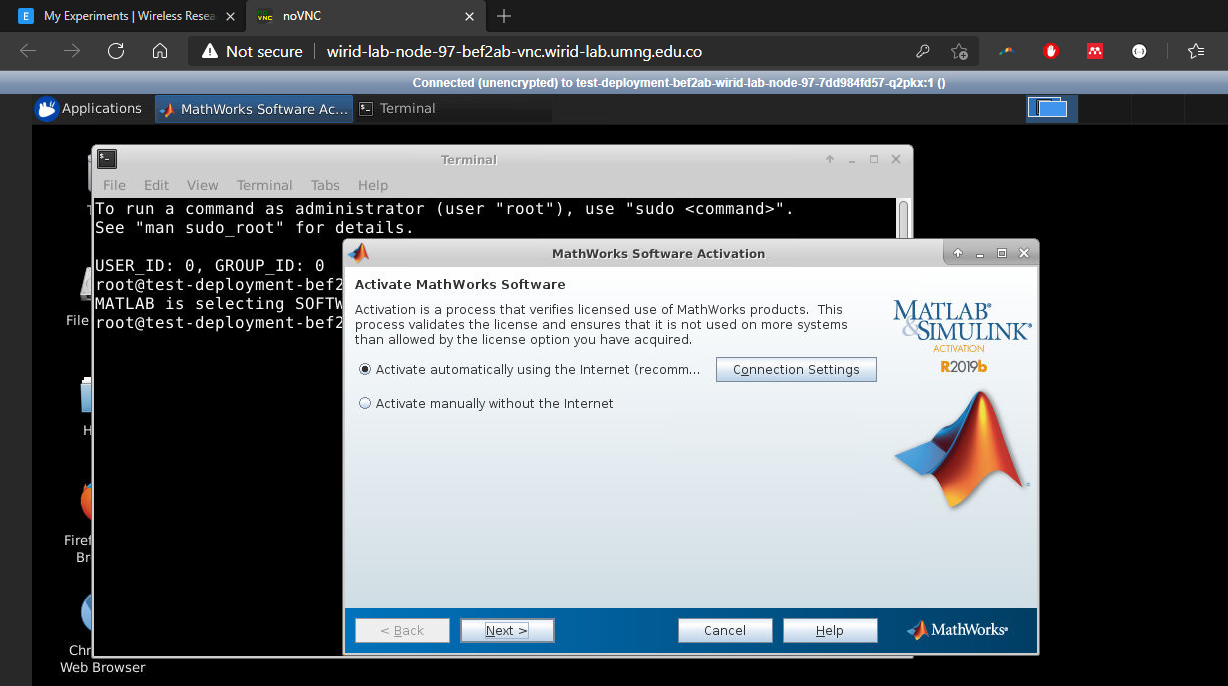 My Experiments | Wireless Resea
noVNC
Not secure
wirid-lab-node-97-bef2ab-vnc.wirid-lab.umng.edu.co
Connected (unencrypted) to test-deployment-bef2ab-wirid-lab-node-97-7dd984fd57-q2pkx:1 ()
Applications
MathWorks Software Ac...
Terminal
Terminal
File Edit View Terminal Tabs Help
To run a command as administrator (user "root"), use "sudo <command>".
See "man sudo_root" for details.
USER_ID: 0, GROUP_ID: 0
root@test-deployment-bef2
MATLAB is selecting SOFTW
root@test-deployment-bef2
MathWorks Software Activation
Activate MathWorks Software
Activation is a process that verifies licensed use of MathWorks products. This
process validates the license and ensures that it is not used on more systems
than allowed by the license option you have acquired.
Activate automatically using the Internet (recomm...
Connection Settings
Activate manually without the Internet
MATLAB®
&SIMULINK®
ACTIVATION
R2019b
< Back
Next >
Cancel
Help
MathWorks®
T
File
H
Firef
Br
Chr
Web Browser